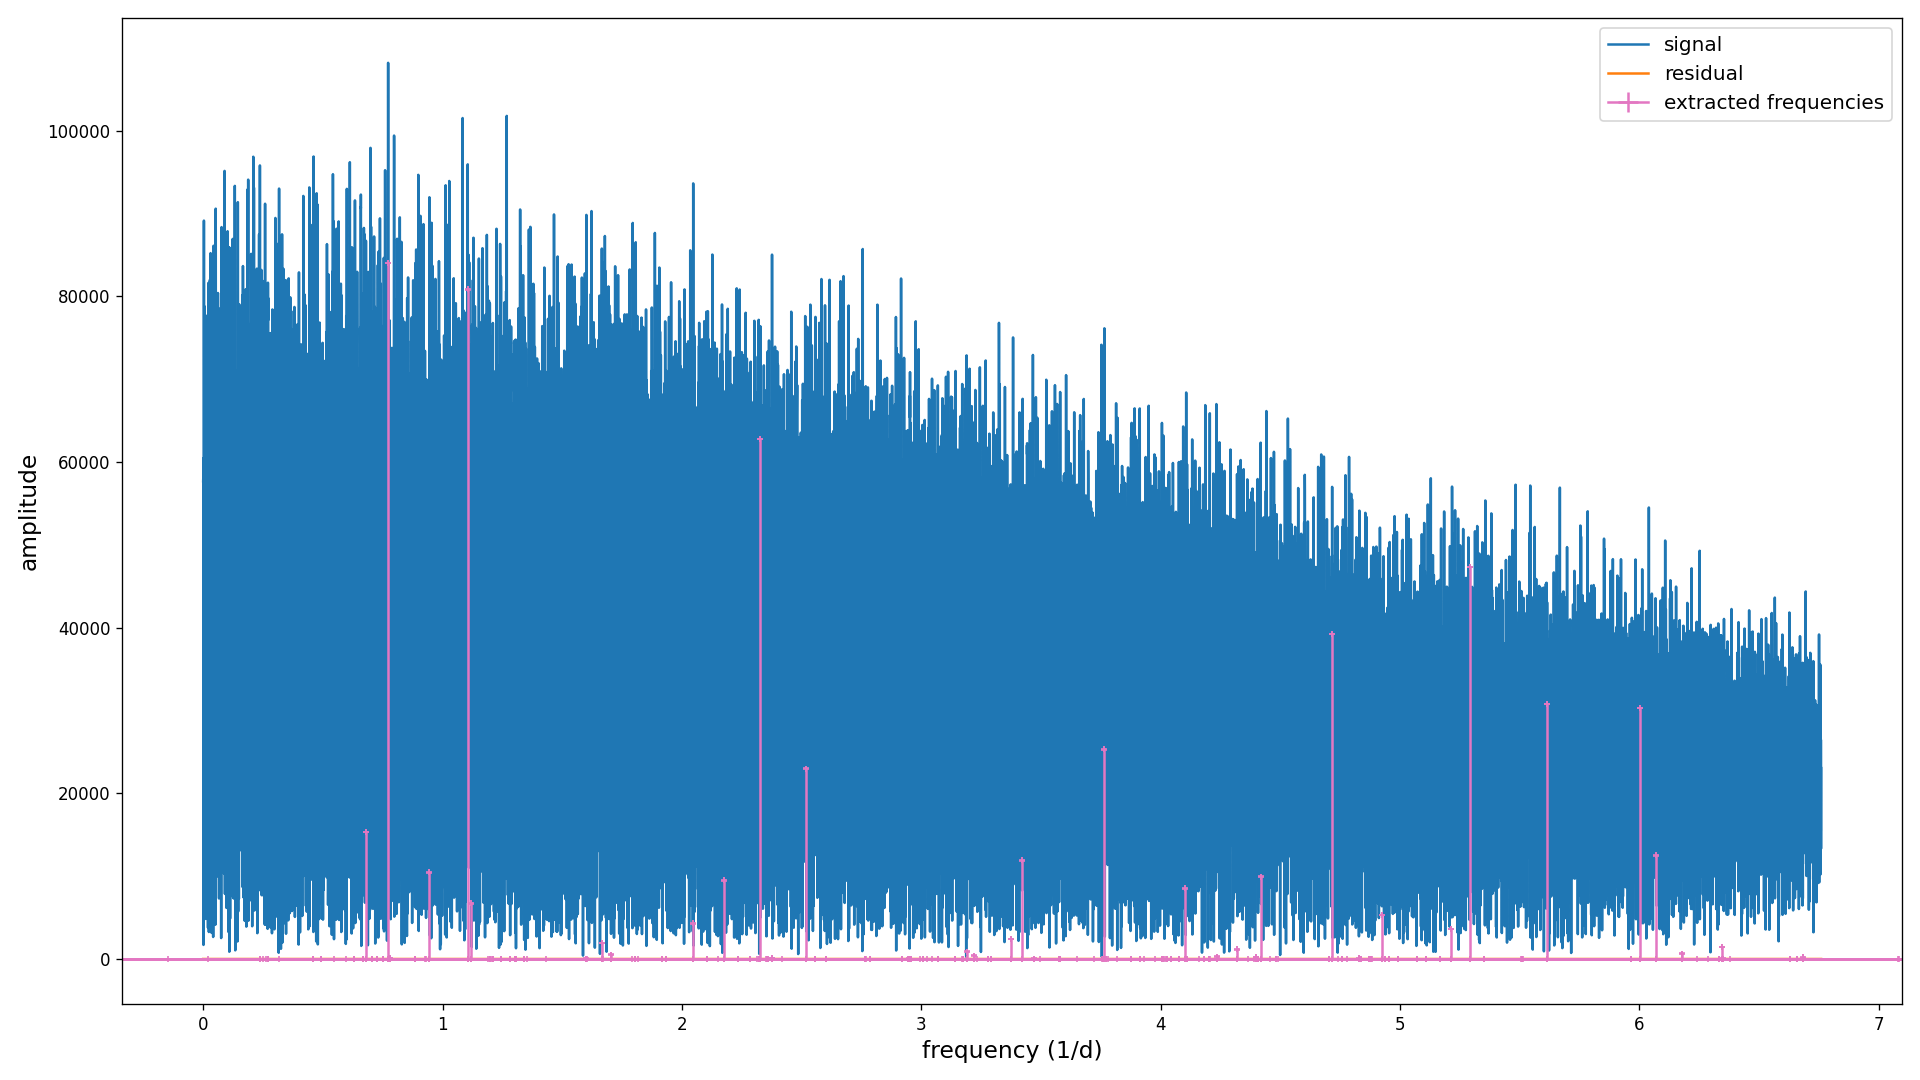 signal
residual
extracted frequencies
amplitude
100000
80000
60000
40000
20000
0
0 1 2 3 4 5 6 7
frequency (1/d)